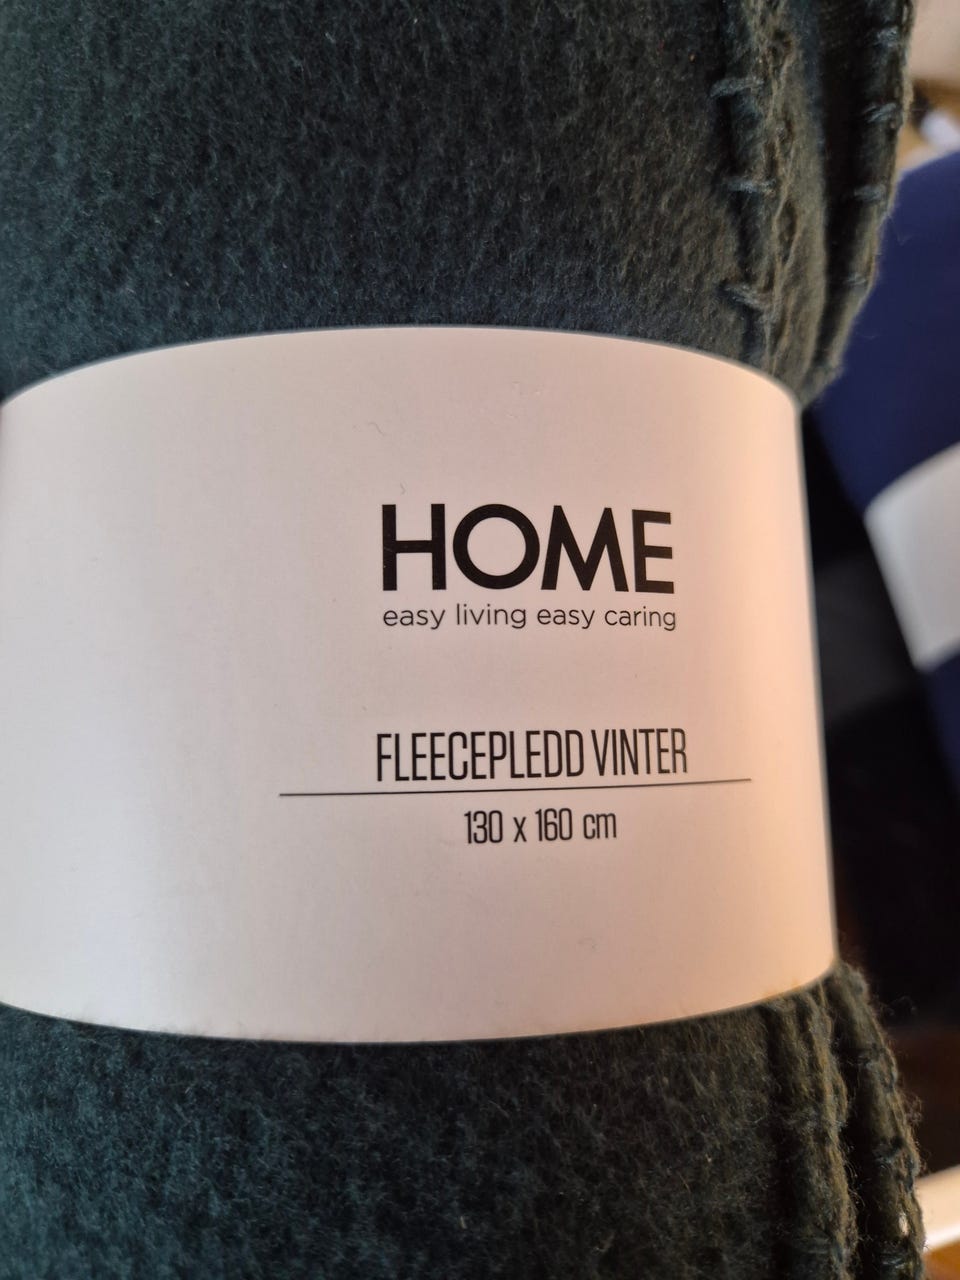 HOME
easy living easy caring
FLEECEPLEDD VINTER
130 x 160 cm